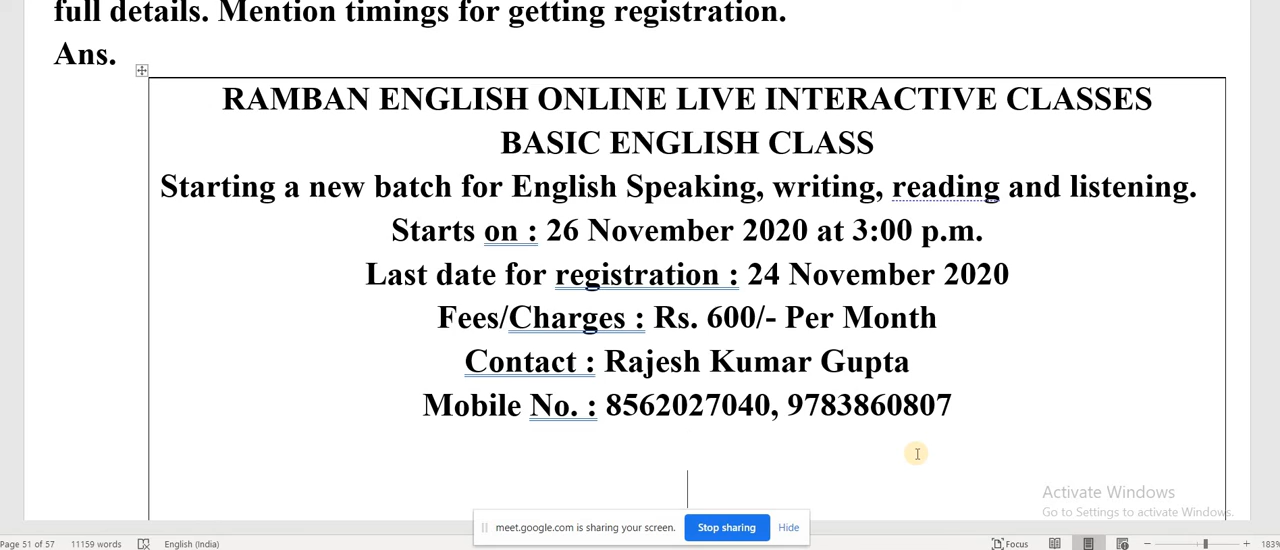 full details. Mention timings for getting registration.
Ans.
RAMBAN ENGLISH ONLINE LIVE INTERACTIVE CLASSES
BASIC ENGLISH CLASS
Starting a new batch for English Speaking, writing, reading and listening.
Starts on : 26 November 2020 at 3:00 p.m.
Last date for registration : 24 November 2020
Fees/Charges : Rs. 600/- Per Month
Contact : Rajesh Kumar Gupta
Mobile No. : 8562027040, 9783860807
Activate Windows
Go to Settings to activate Windows.
meet.google.com is sharing your screen. Stop sharing Hide
Page 51 of 57 11159 words English (India) Focus 183%